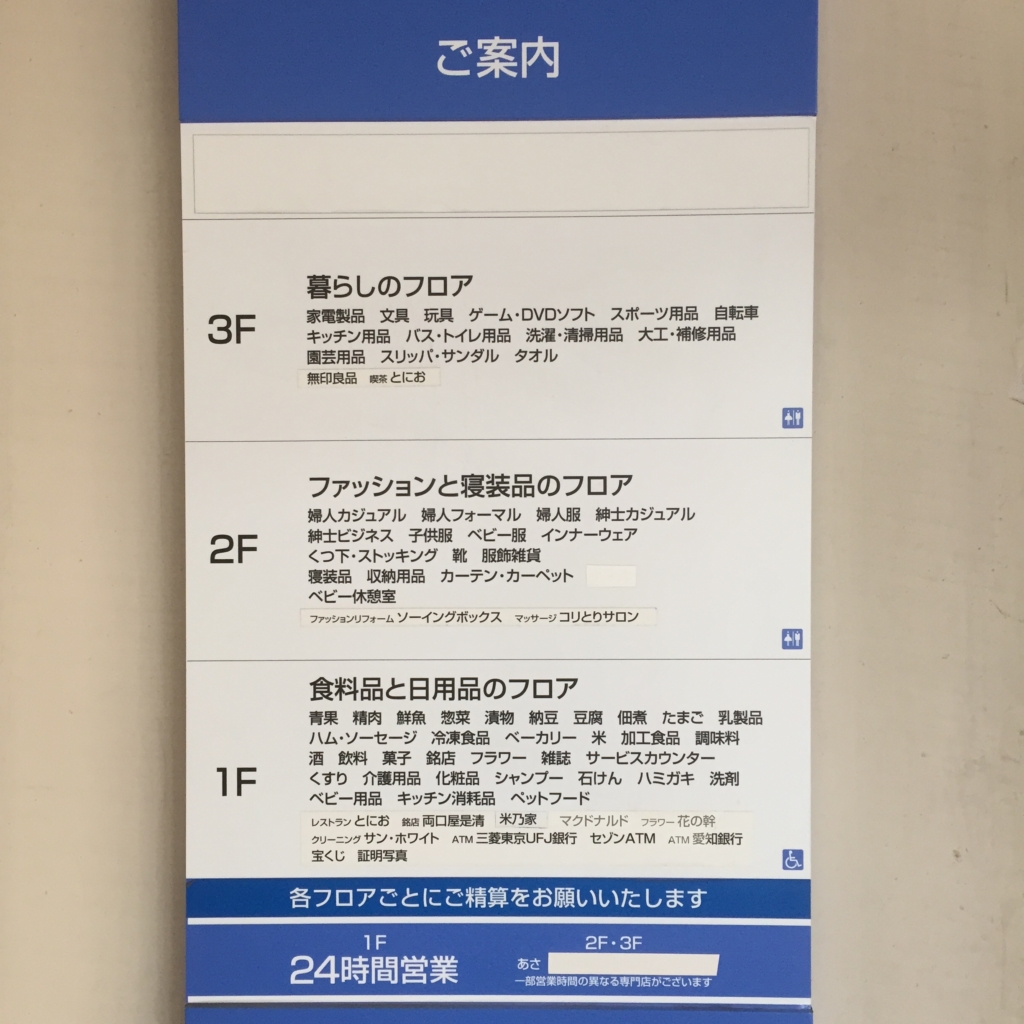 ご案内
3F
暮らしのフロア
家電製品 文具 玩具 ゲーム・DVDソフト スポーツ用品 自転車
キッチン用品 バス・トイレ用品 洗濯・清掃用品 大工・補修用品
園芸用品 スリッパ・サンダル タオル
無印良品 喫茶 とにお
2F
ファッションと寝装品のフロア
婦人カジュアル 婦人フォーマル 婦人服 紳士カジュアル
紳士ビジネス 子供服 ベビー服 インナーウェア
くつ下・ストッキング 靴 服飾雑貨
寝装品 収納用品 カーテン・カーペット
ベビー休憩室
ファッションリフォーム ソーイングボックス マッサージ コリとりサロン
1F
食料品と日用品のフロア
青果 精肉 鮮魚 惣菜 漬物 納豆 豆腐 佃煮 たまご 乳製品
ハム・ソーセージ 冷凍食品 ベーカリー 米 加工食品 調味料
酒 飲料 菓子 銘店 フラワー 雑誌 サービスカウンター
くすり 介護用品 化粧品 シャンプー 石けん ハミガキ 洗剤
ベビー用品 キッチン消耗品 ペットフード
レストラン とにお 銘店 両口屋是清 米乃家 マクドナルド フラワー 花の幹
クリーニング サン・ホワイト ATM 三菱東京UFJ銀行 セゾンATM ATM 愛知銀行
宝くじ 証明写真
各フロアごとにご精算をお願いいたします
1F
24時間営業
2F・3F
あさ
一部営業時間の異なる専門店がございます